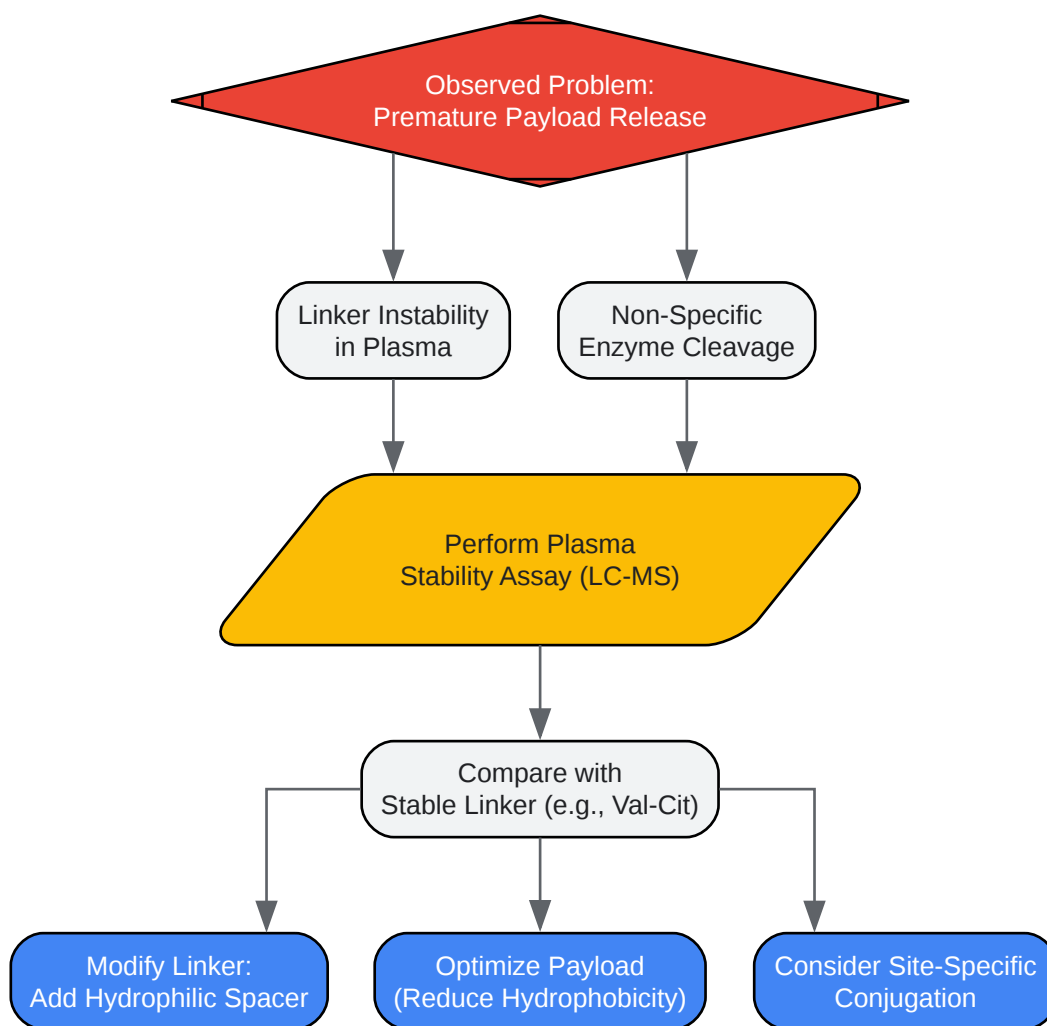 Observed Problem:
Premature Payload Release
Linker Instability
in Plasma
Non-Specific
Enzyme Cleavage
Perform Plasma
Stability Assay (LC-MS)
Compare with
Stable Linker (e.g., Val-Cit)
Modify Linker:
Add Hydrophilic Spacer
Optimize Payload
(Reduce Hydrophobicity)
Consider Site-Specific
Conjugation